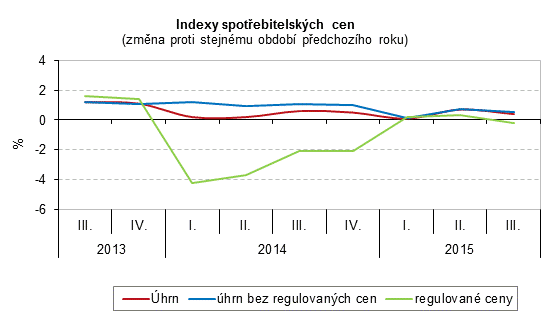 Indexy spotřebitelských cen
(změna proti stejnému období předchozího roku)
4
2
0
-2
-4
-6
%
III. IV. I. II. III. IV. I. II. III.
2013 2014 2015
Úhrn úhrn bez regulovaných cen regulované ceny